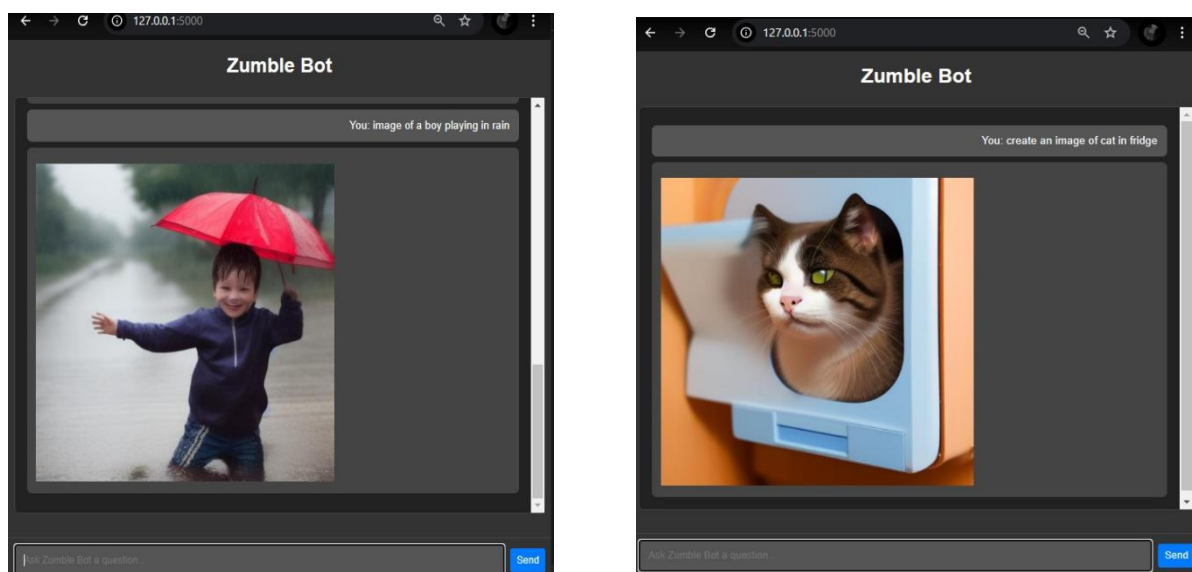 127.0.0.1:5000
Zumble Bot
You: image of a boy playing in rain
Ask Zumble Bot a question...
Send
127.0.0.1:5000
Zumble Bot
You: create an image of cat in fridge
Ask Zumble Bot a question...
Send